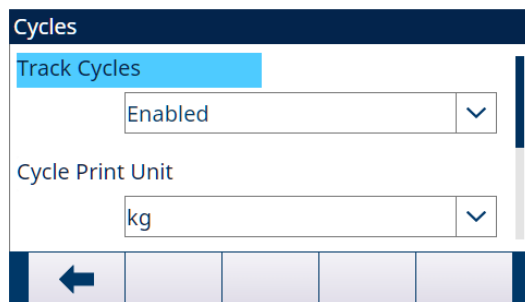 Cycles
Track Cycles
Enabled
Cycle Print Unit
kg